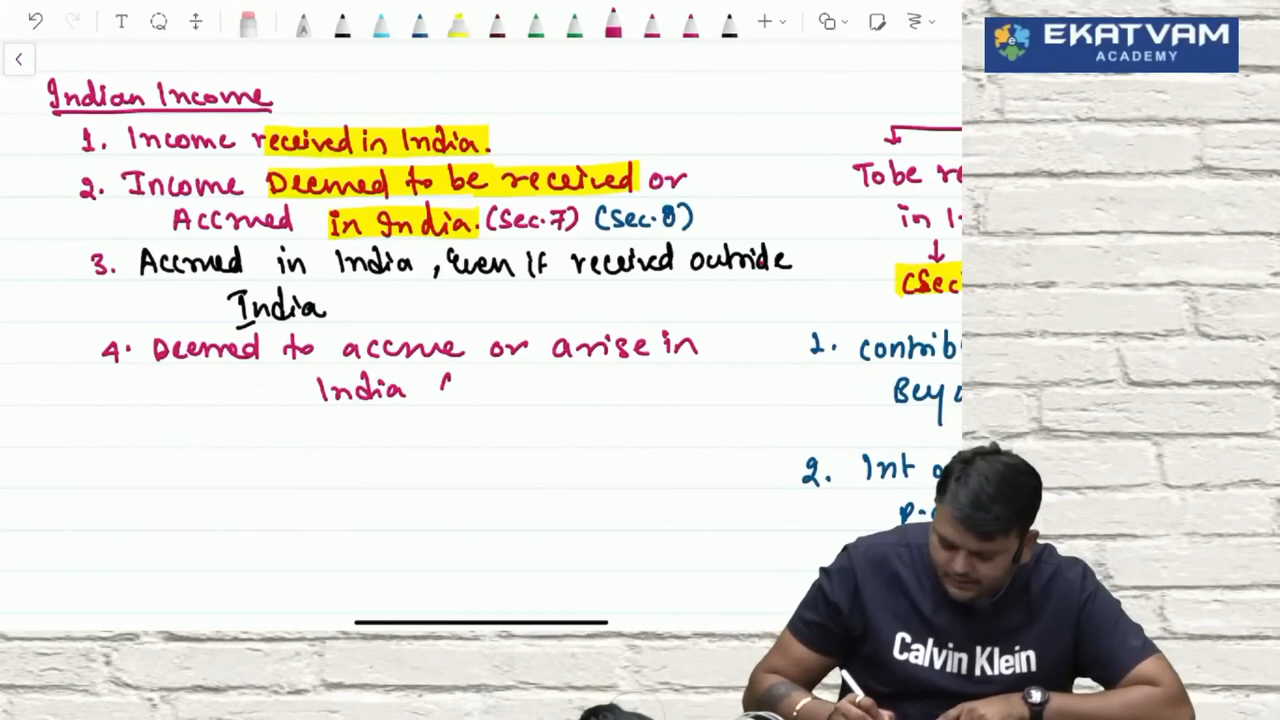 EKATVAM
ACADEMY
Indian Income
1. Income received in India.
2. Income Deemed to be received or
Accrued in India. (Sec.7) (Sec.8)
3. Accrued in India, Even if received outside
India
4. Deemed to accrue or arise in
India (
To be re
in I
(Sec
1. contrib
Bey
2. Int
P.
Calvin Klein